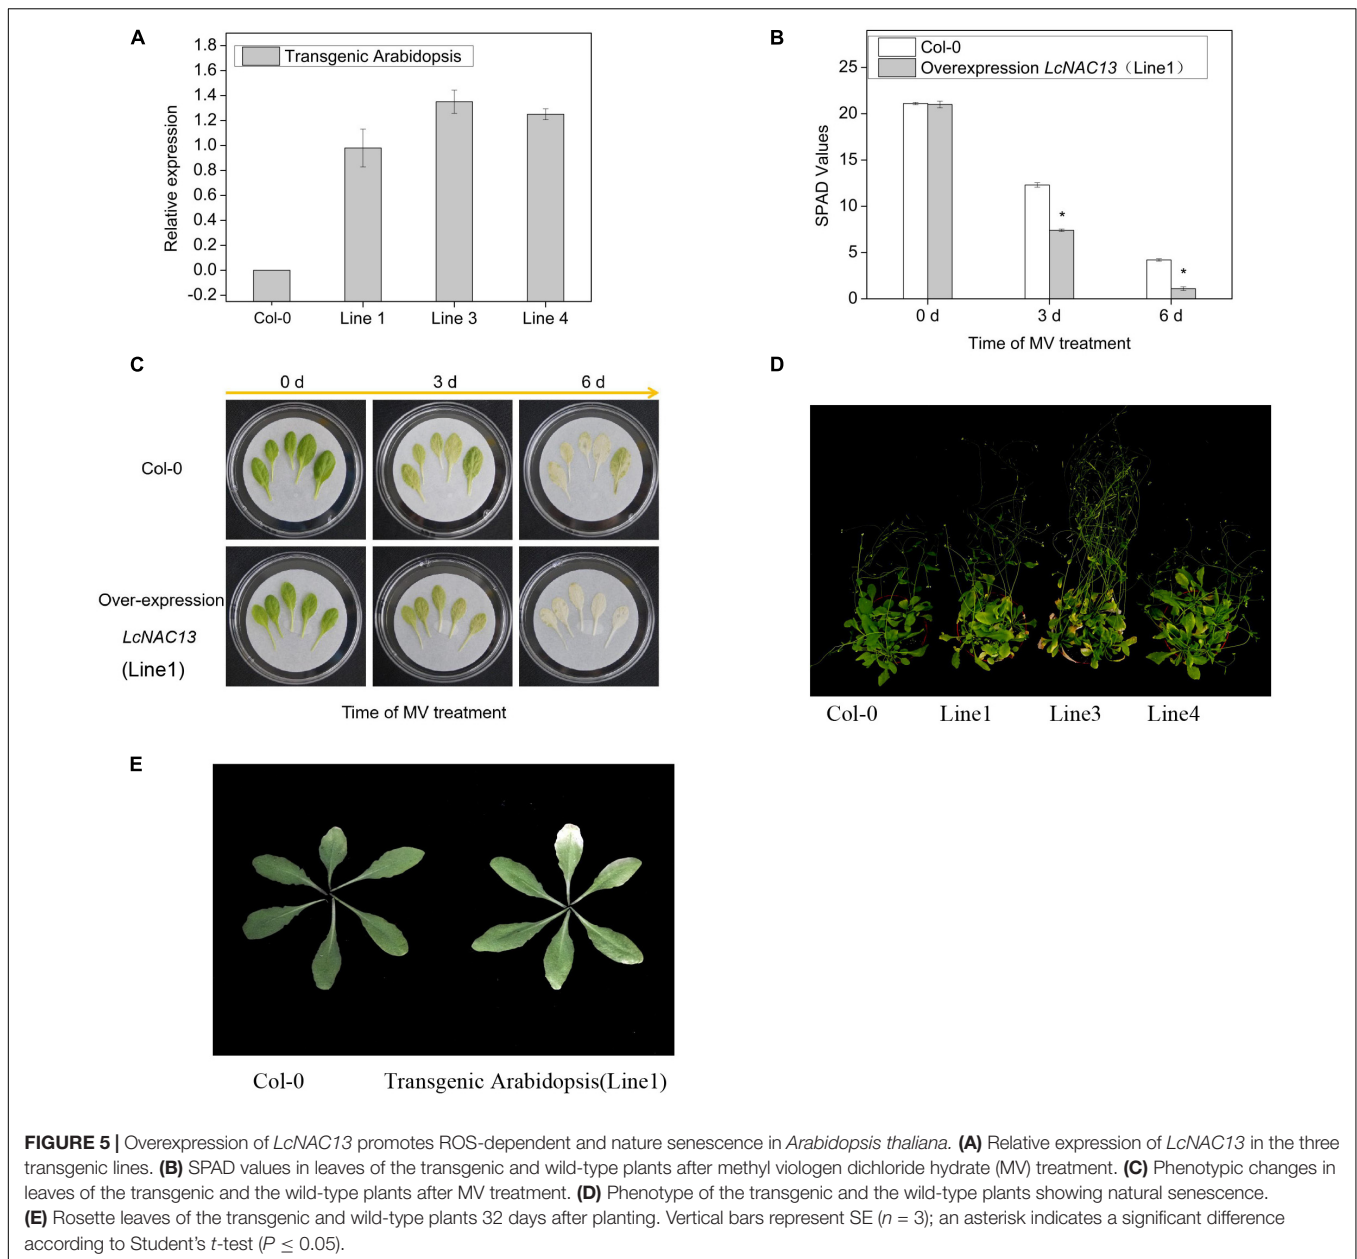 A
1.8
1.6
1.4
1.2
1.0
0.8
0.6
0.4
0.2
0.0
-0.2
Relative expression
Transgenic Arabidopsis
Col-0 Line 1 Line 3 Line 4
B
25
20
15
10
5
0
SPAD Values
Col-0
Overexpression LcNAC13（Line1）
*
*
0 d 3 d 6 d
Time of MV treatment
C
0 d 3 d 6 d
Col-0
Over-expression
LcNAC13
(Line1)
Time of MV treatment
D
Col-0 Line1 Line3 Line4
E
Col-0 Transgenic Arabidopsis(Line1)
FIGURE 5 | Overexpression of LcNAC13 promotes ROS-dependent and nature senescence in Arabidopsis thaliana. (A) Relative expression of LcNAC13 in the three
transgenic lines. (B) SPAD values in leaves of the transgenic and wild-type plants after methyl viologen dichloride hydrate (MV) treatment. (C) Phenotypic changes in
leaves of the transgenic and the wild-type plants after MV treatment. (D) Phenotype of the transgenic and the wild-type plants showing natural senescence.
(E) Rosette leaves of the transgenic and wild-type plants 32 days after planting. Vertical bars represent SE (n = 3); an asterisk indicates a significant difference
according to Student's t-test (P ≤ 0.05).